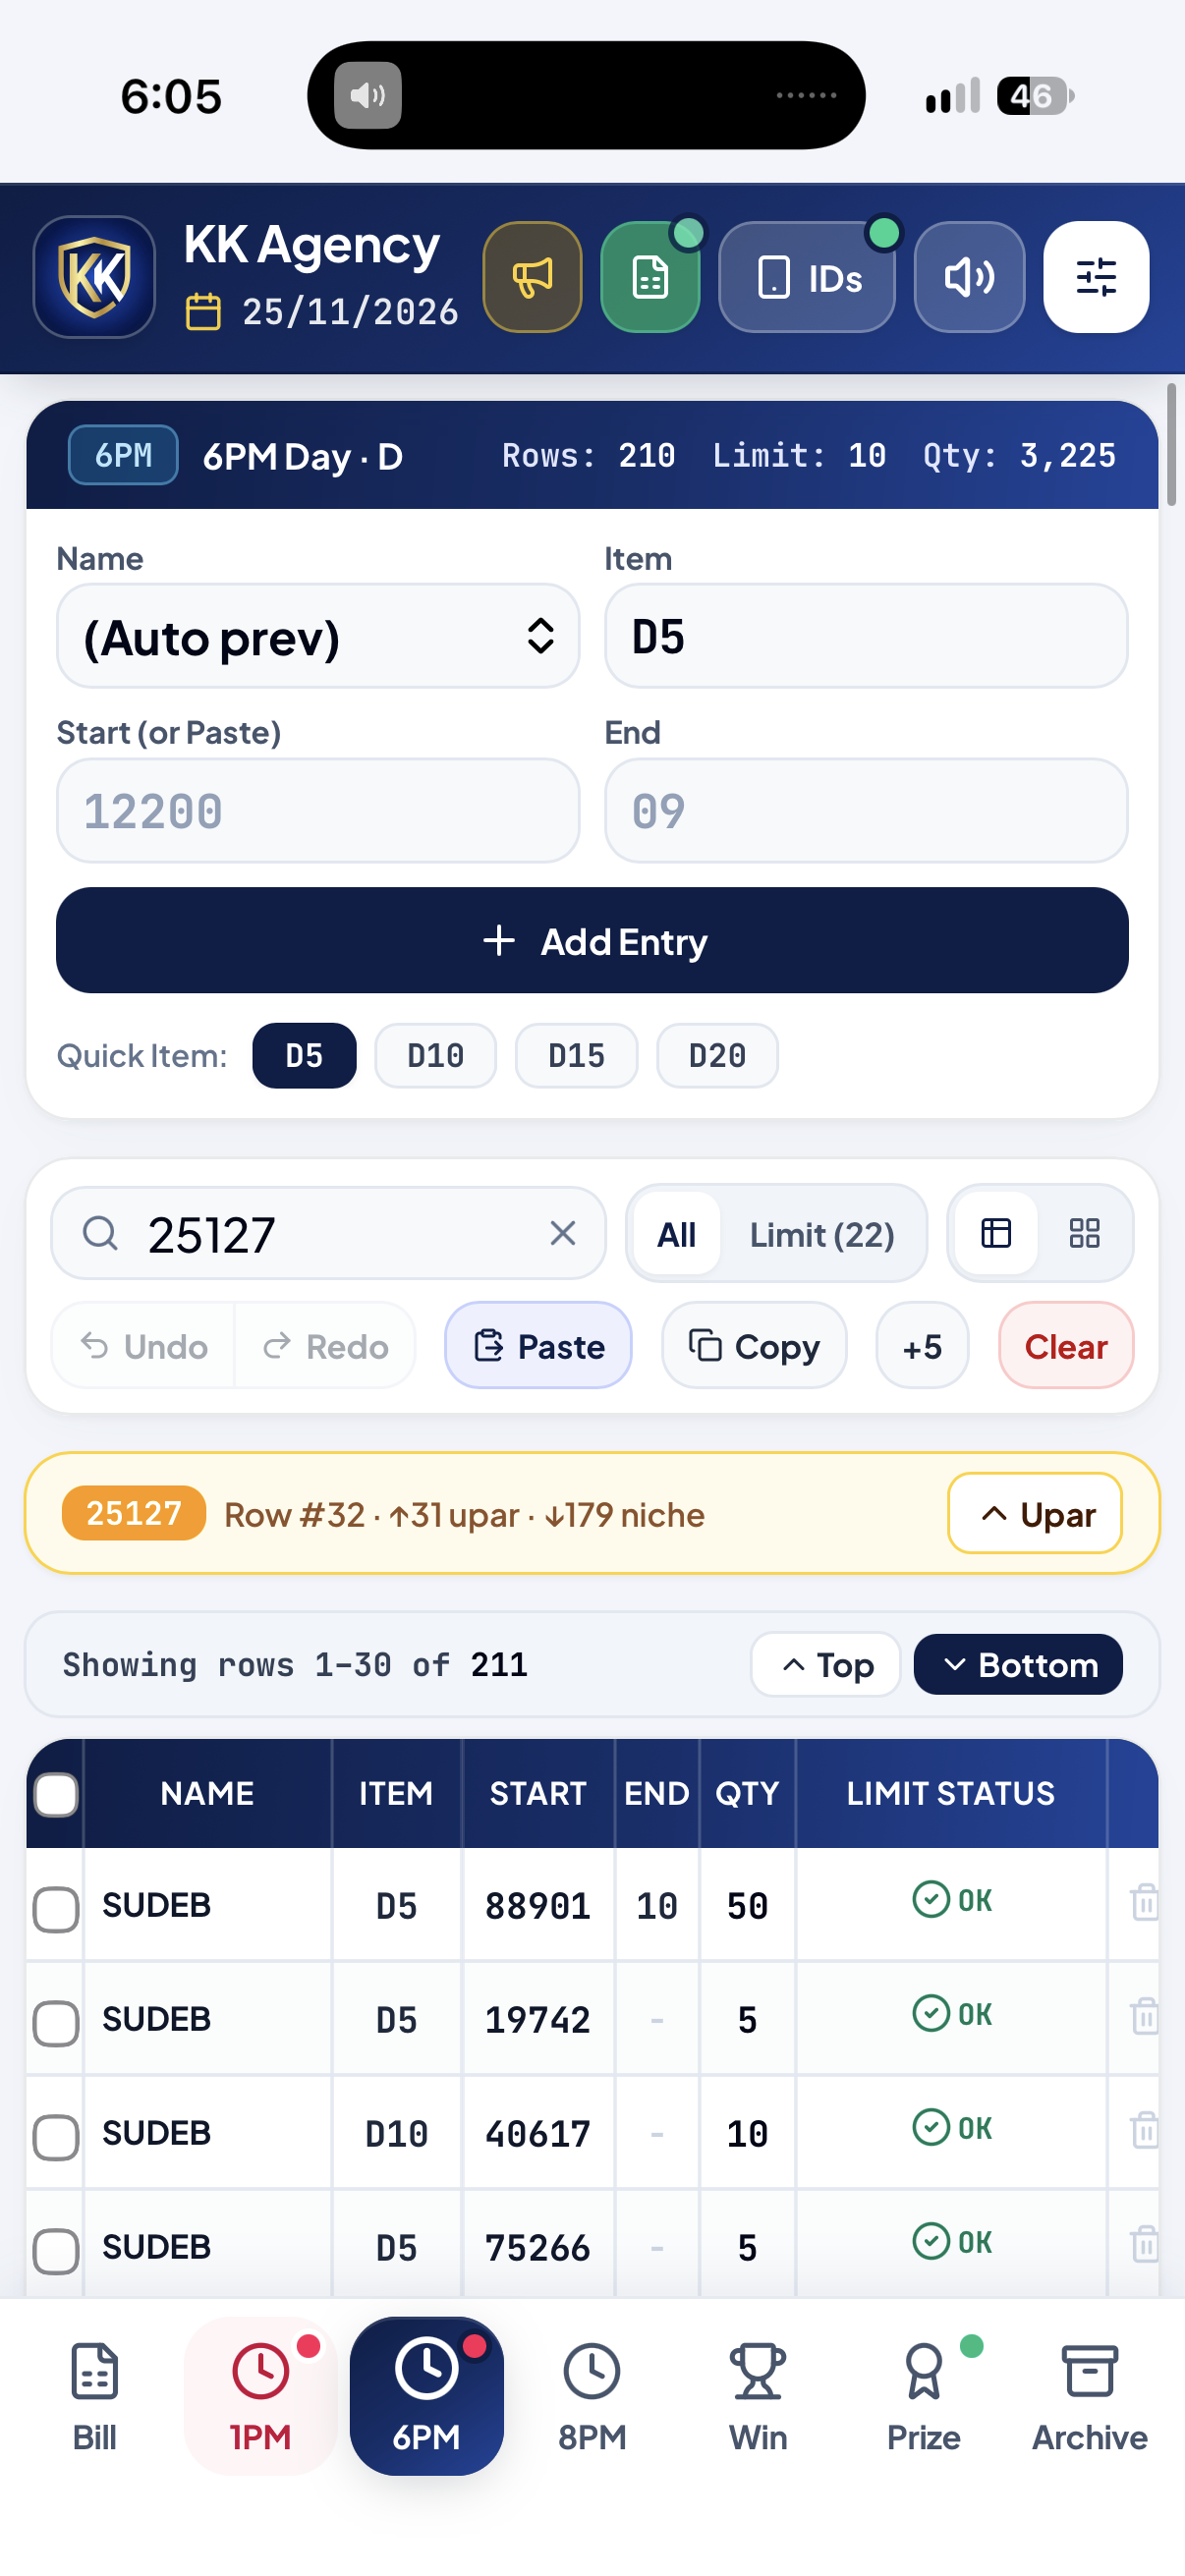 6:05
46
KK
KK Agency
25/11/2026
IDs
6PM 6PM Day · D Rows: 210 Limit: 10 Qty: 3,225
Name Item
(Auto prev) D5
Start (or Paste) End
12200 09
+ Add Entry
Quick Item: D5 D10 D15 D20
25127 All Limit (22)
Undo Redo Paste Copy +5 Clear
25127 Row #32 · ↑31 upar · ↓179 niche Upar
Showing rows 1–30 of 211 Top Bottom
NAME ITEM START END QTY LIMIT STATUS
SUDEB D5 88901 10 50 OK
SUDEB D5 19742 - 5 OK
SUDEB D10 40617 - 10 OK
SUDEB D5 75266 - 5 OK
Bill 1PM 6PM 8PM Win Prize Archive